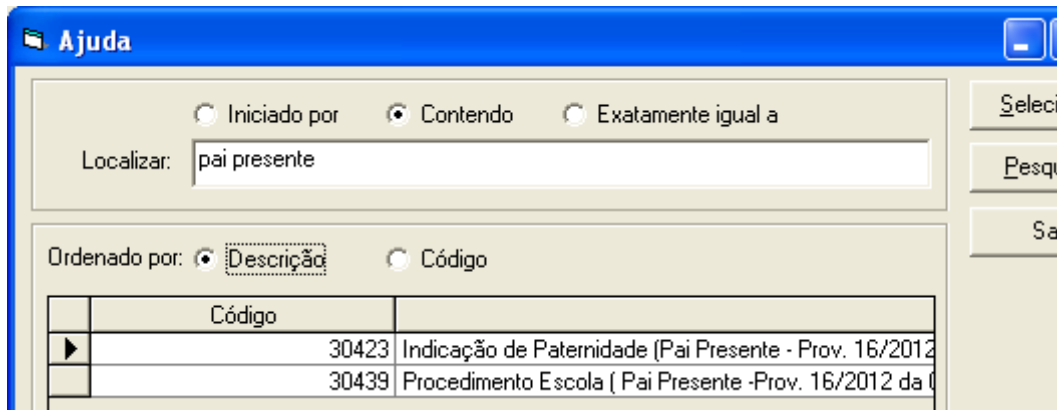 Ajuda
Iniciado por Contendo Exatamente igual a
Localizar: pai presente
Ordenado por: Descrição Código
Código
30423 Indicação de Paternidade (Pai Presente - Prov. 16/2012
30439 Procedimento Escola ( Pai Presente -Prov. 16/2012 da